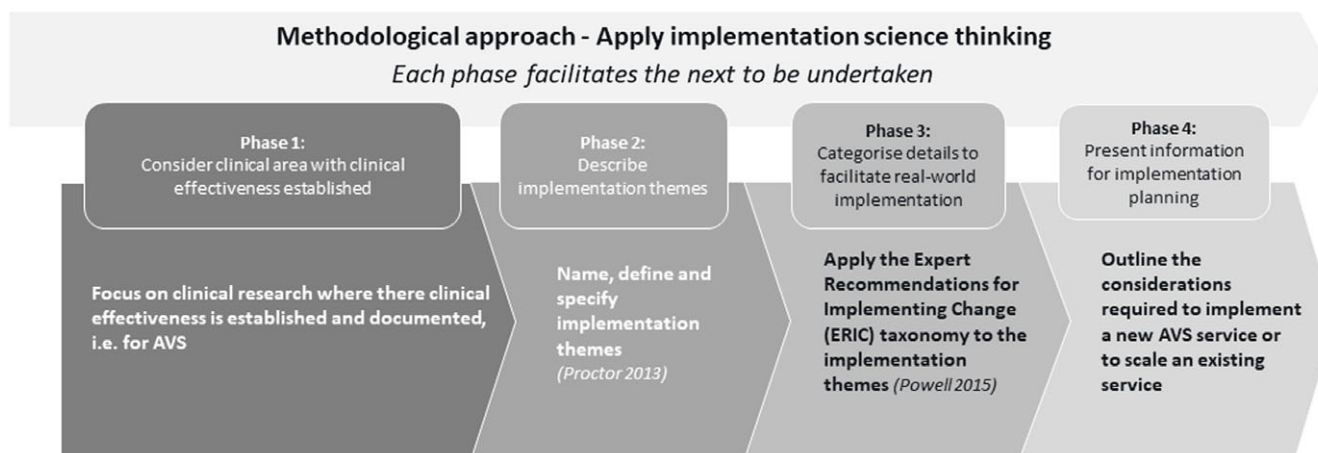 Methodological approach - Apply implementation science thinking
Each phase facilitates the next to be undertaken
Phase 1:
Consider clinical area with clinical
effectiveness established
Phase 2:
Describe
implementation themes
Phase 3:
Categorise details to
facilitate real-world
implementation
Phase 4:
Present information
for implementation
planning
Focus on clinical research where there clinical
effectiveness is established and documented,
i.e. for AVS
Name, define and
specify
implementation
themes
(Proctor 2013)
Apply the Expert
Recommendations for
Implementing Change
(ERIC) taxonomy to the
implementation
themes (Powell 2015)
Outline the
considerations
required to implement
a new AVS service or
to scale an existing
service